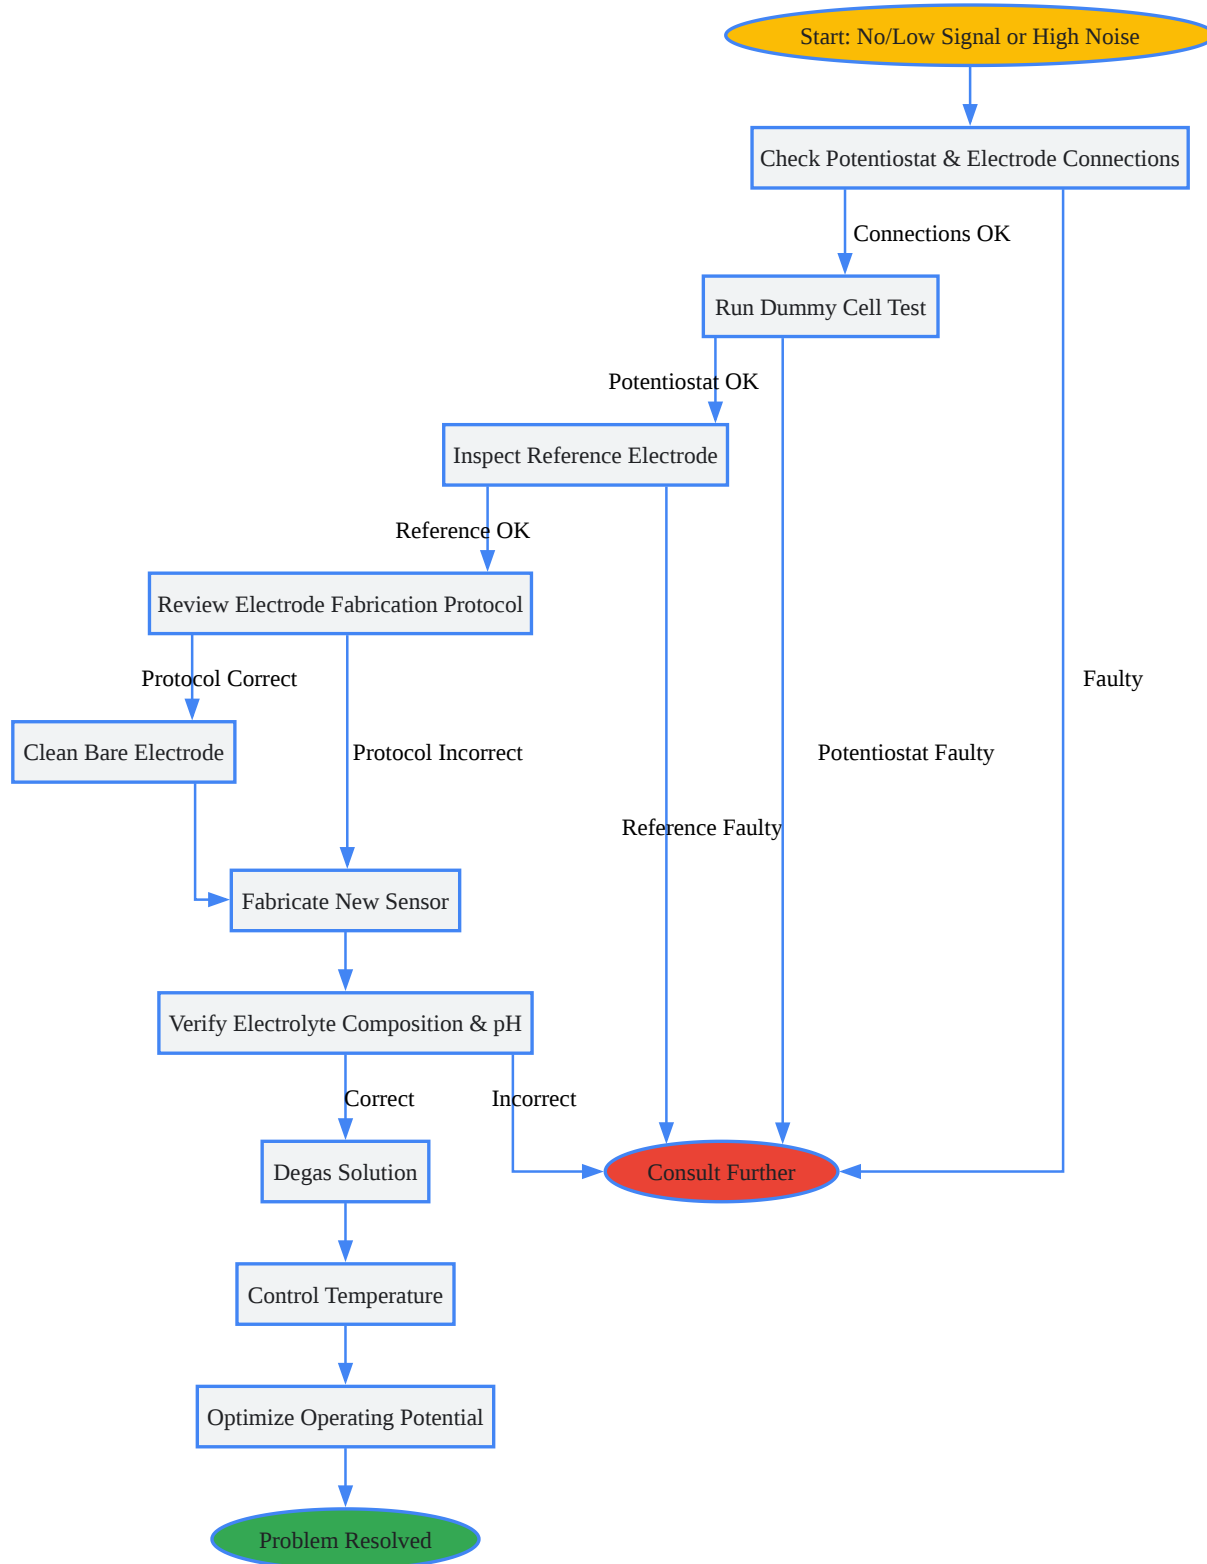 Start: No/Low Signal or High Noise
Check Potentiostat & Electrode Connections
Connections OK
Run Dummy Cell Test
Potentiostat OK
Inspect Reference Electrode
Reference OK
Review Electrode Fabrication Protocol
Protocol Correct
Faulty
Clean Bare Electrode
Protocol Incorrect
Potentiostat Faulty
Reference Faulty
Fabricate New Sensor
Verify Electrolyte Composition & pH
Correct
Incorrect
Degas Solution
Consult Further
Control Temperature
Optimize Operating Potential
Problem Resolved